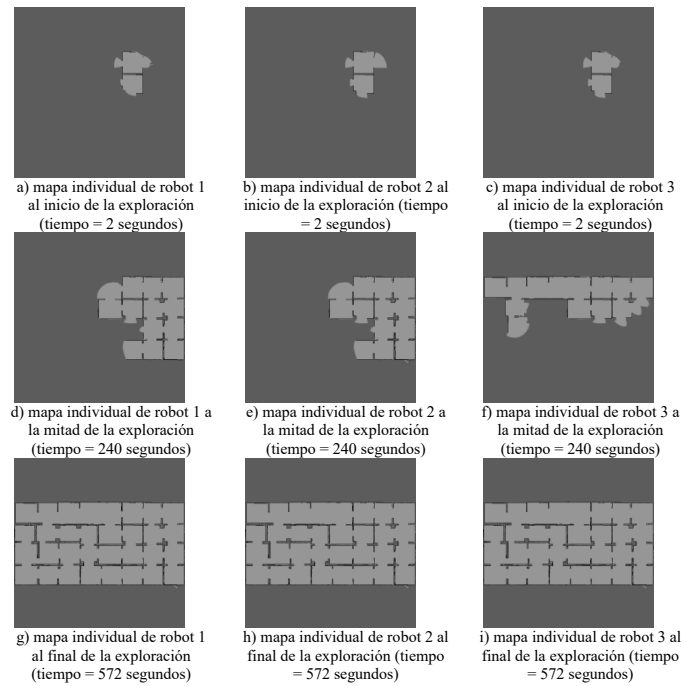 a) mapa individual de robot 1
al inicio de la exploración
(tiempo = 2 segundos)
b) mapa individual de robot 2 al
inicio de la exploración (tiempo
= 2 segundos)
c) mapa individual de robot 3
al inicio de la exploración
(tiempo = 2 segundos)
d) mapa individual de robot 1 a
la mitad de la exploración
(tiempo = 240 segundos)
e) mapa individual de robot 2 a
la mitad de la exploración
(tiempo = 240 segundos)
f) mapa individual de robot 3 a
la mitad de la exploración
(tiempo = 240 segundos)
g) mapa individual de robot 1
al final de la exploración
(tiempo = 572 segundos)
h) mapa individual de robot 2 al
final de la exploración (tiempo
= 572 segundos)
i) mapa individual de robot 3 al
final de la exploración (tiempo
= 572 segundos)